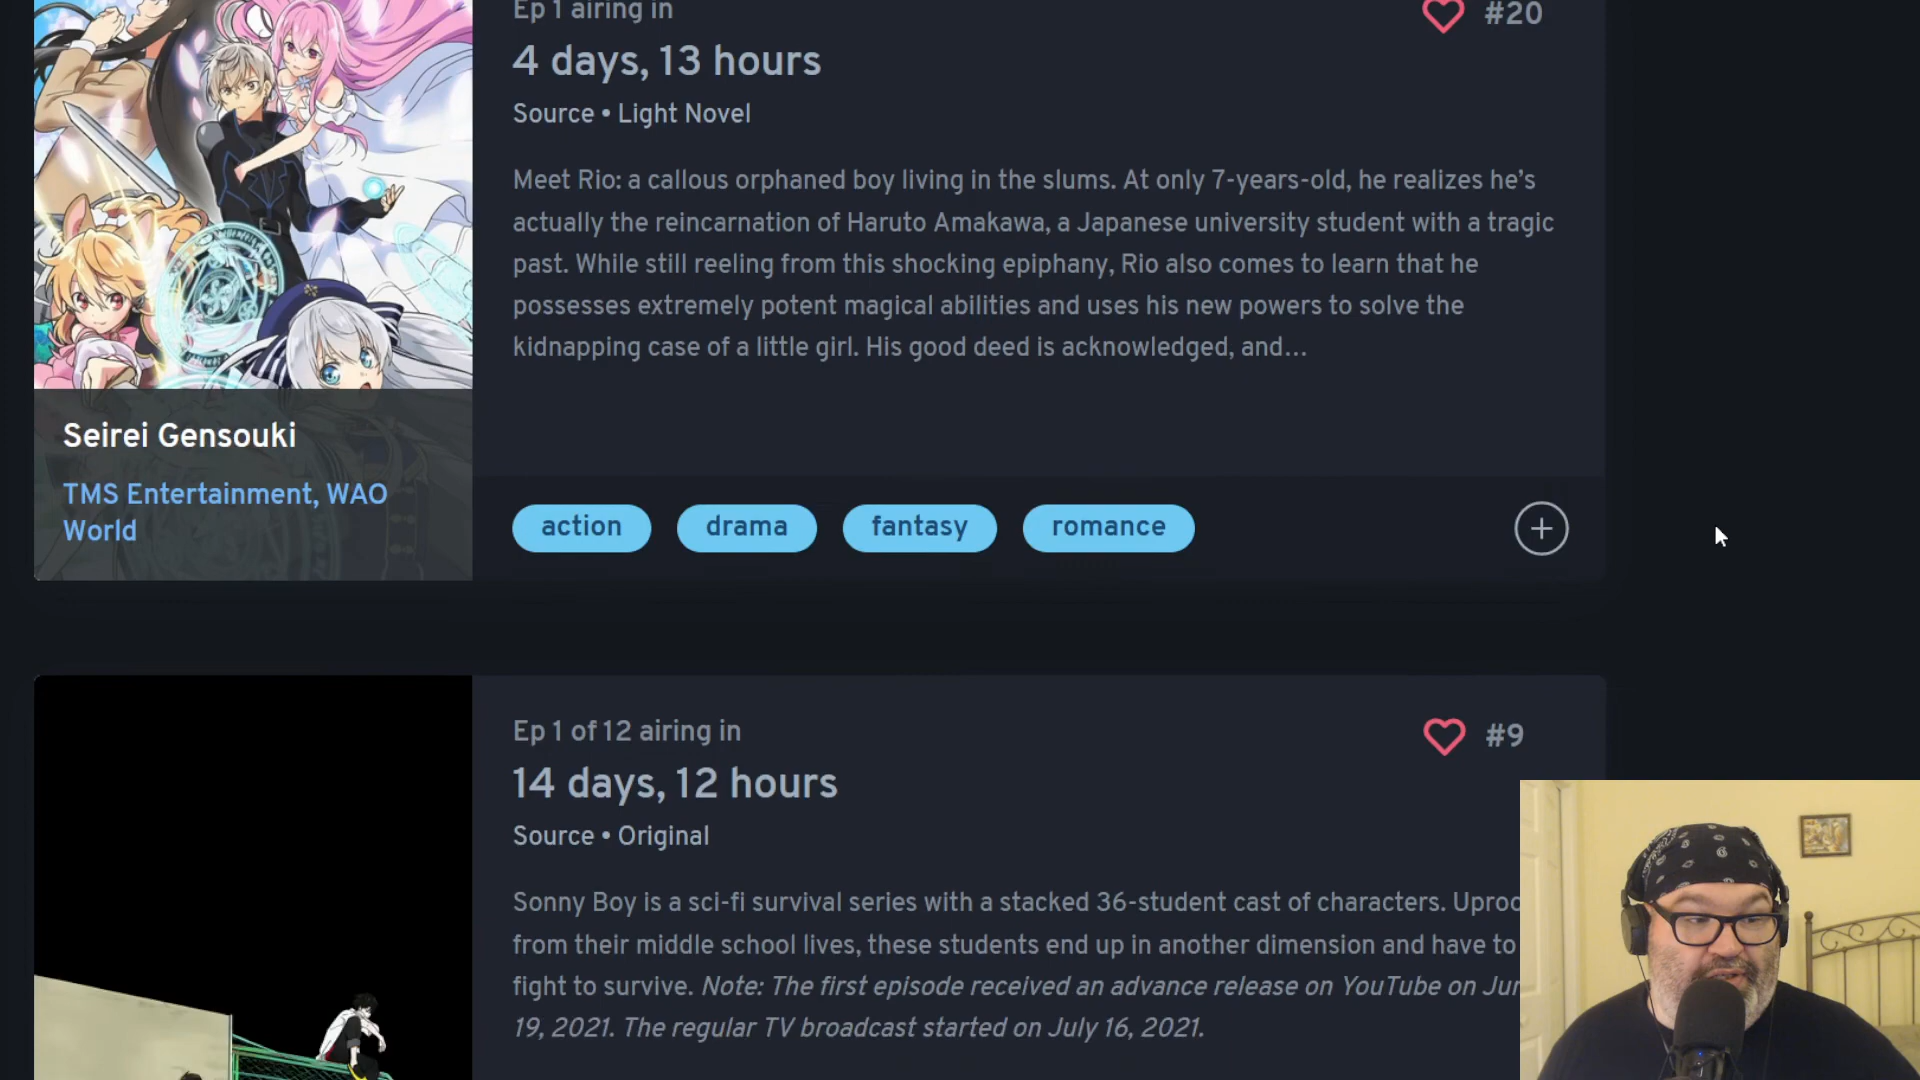 Ep 1 airing in
#20
4 days, 13 hours
Source • Light Novel
Meet Rio: a callous orphaned boy living in the slums. At only 7-years-old, he realizes he’s
actually the reincarnation of Haruto Amakawa, a Japanese university student with a tragic
past. While still reeling from this shocking epiphany, Rio also comes to learn that he
possesses extremely potent magical abilities and uses his new powers to solve the
kidnapping case of a little girl. His good deed is acknowledged, and...
Seirei Gensouki
TMS Entertainment, WAO
World
action drama fantasy romance
Ep 1 of 12 airing in
#9
14 days, 12 hours
Source • Original
Sonny Boy is a sci-fi survival series with a stacked 36-student cast of characters.
from their middle school lives, these students end up in another dimension and have to
fight to survive. Note: The first episode received an advance release on YouTube on
19, 2021. The regular TV broadcast started on July 16, 2021.